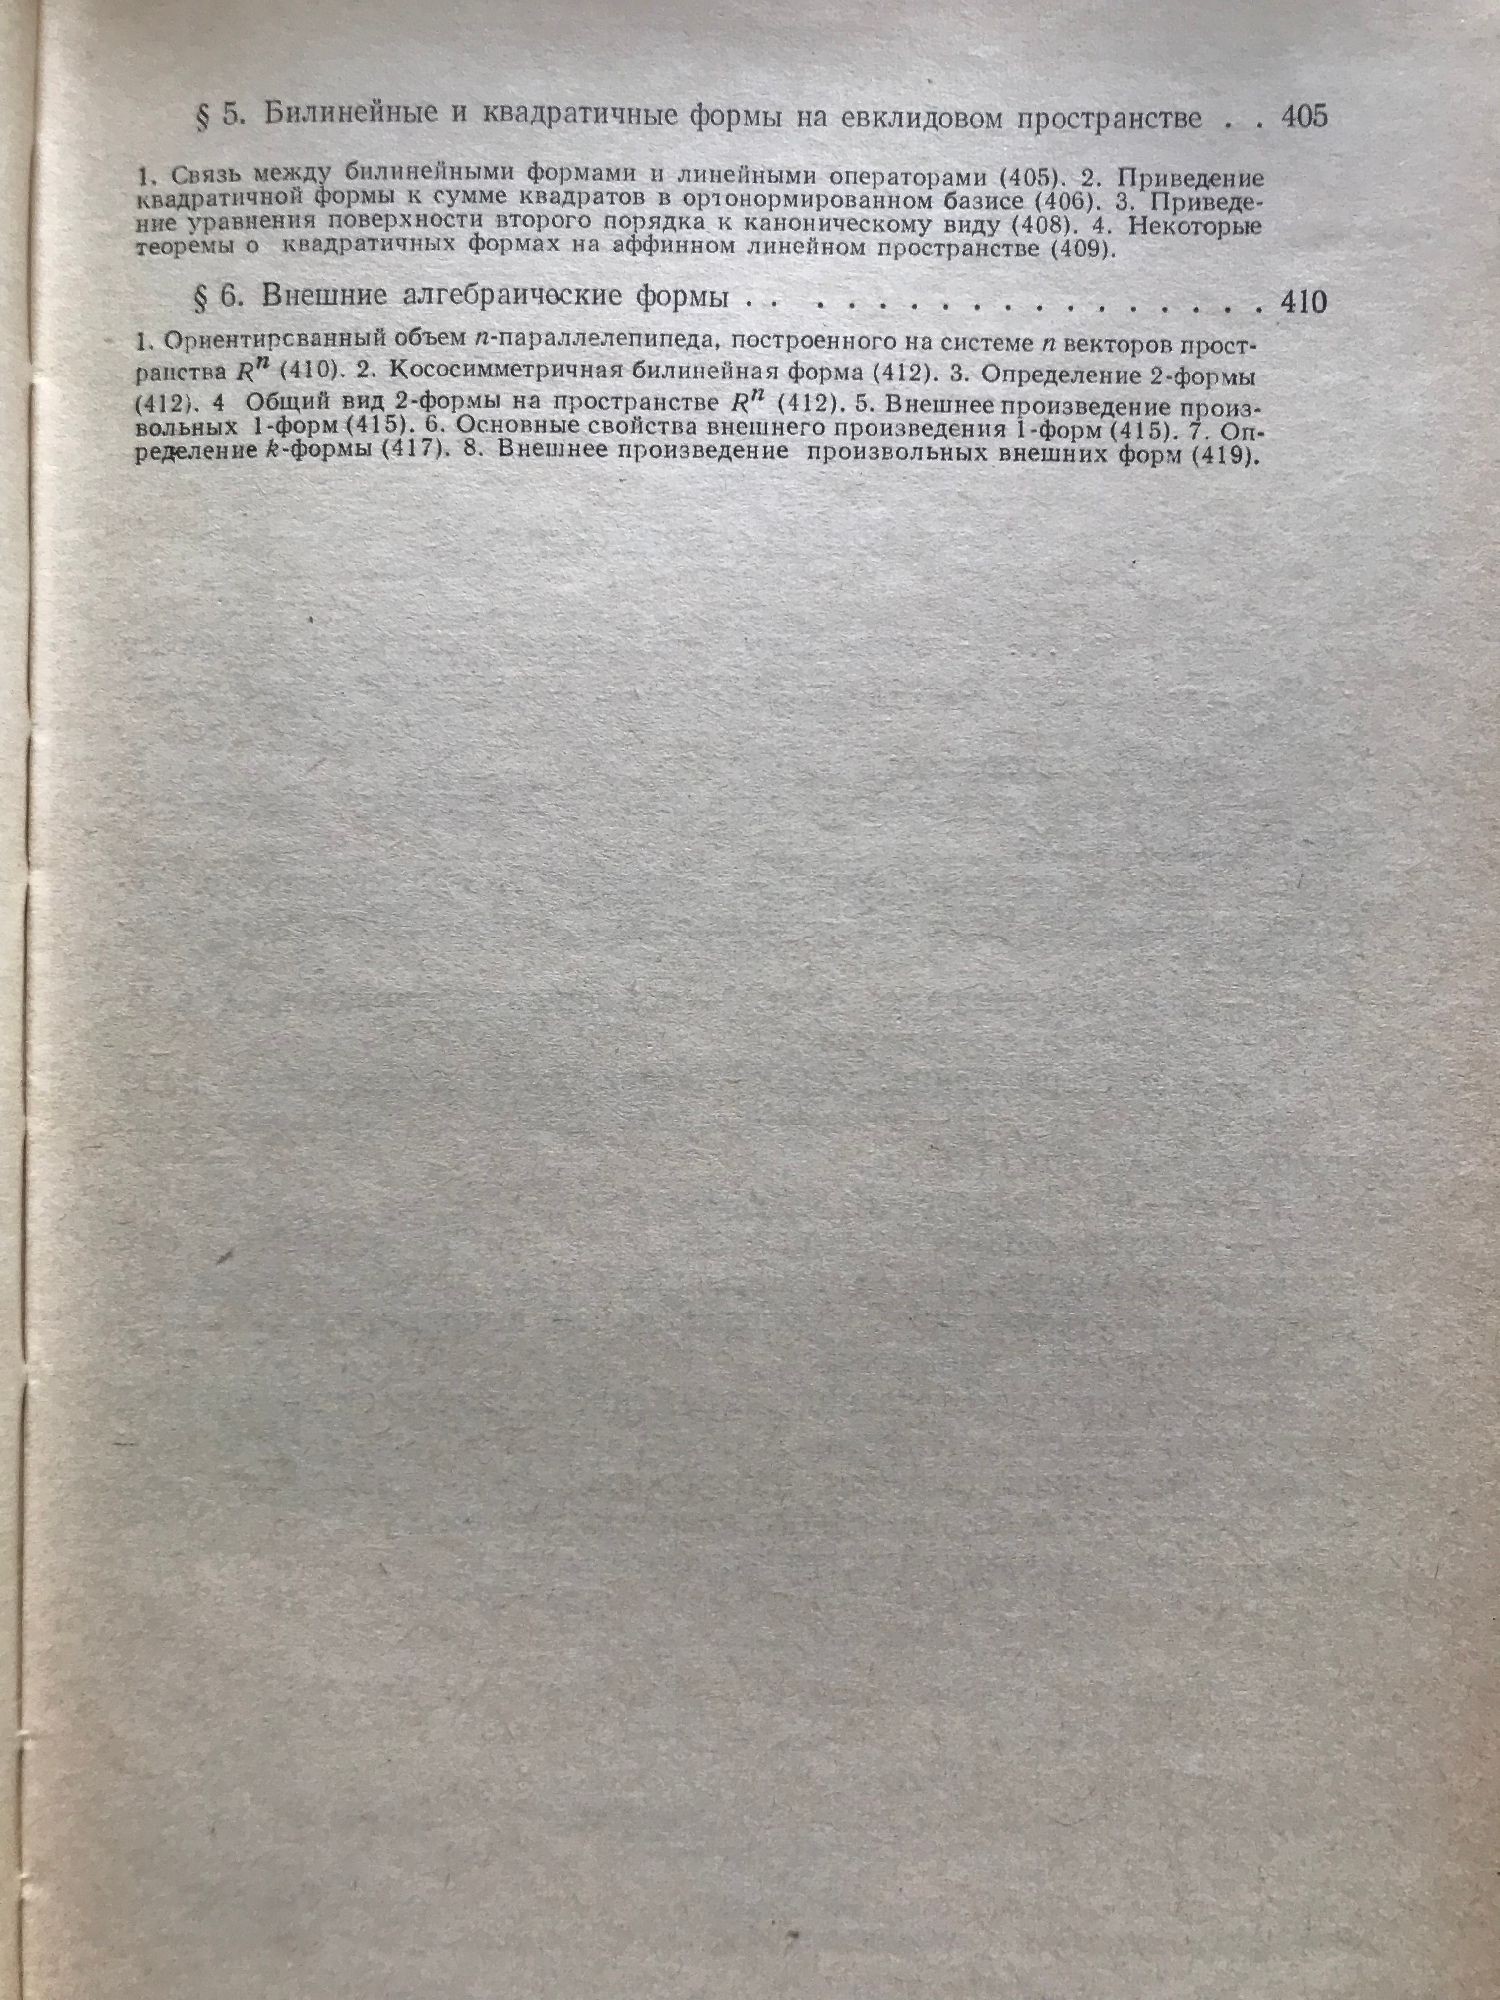 § 5. Билинейные и квадратичные формы на евклидовом пространстве . . 405
1. Связь между билинейными формами и линейными операторами (405). 2. Приведение
квадратичной формы к сумме квадратов в ортонормированном базисе (406). 3. Приведе-
ние уравнения поверхности второго порядка к каноническому виду (408). 4. Некоторые
теоремы о квадратичных формах на аффинном линейном пространстве (409).
§ 6. Внешние алгебраические формы . . . . . . . . . . . . . . . . . 410
1. Ориентированный объем n-параллелепипеда, построенного на системе n векторов прост-
ранства Rⁿ (410). 2. Кососимметричная билинейная форма (412). 3. Определение 2-формы
(412). 4 Общий вид 2-формы на пространстве Rⁿ (412). 5. Внешнее произведение произ-
вольных 1-форм (415). 6. Основные свойства внешнего произведения 1-форм (415). 7. Оп-
ределение k-формы (417). 8. Внешнее произведение произвольных внешних форм (419).